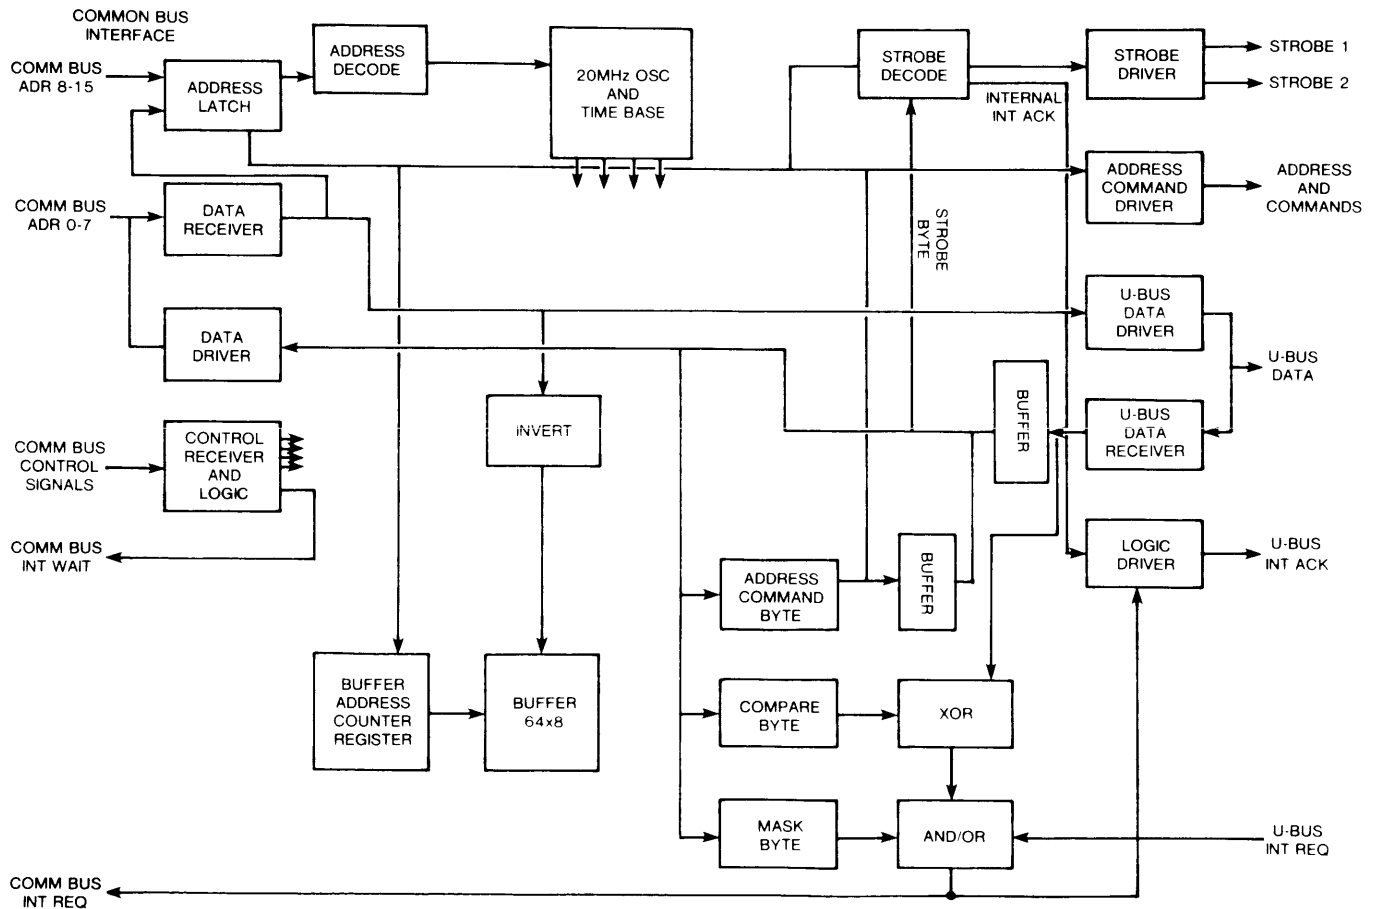 COMMON BUS
INTERFACE
COMM BUS
ADR 8-15
ADDRESS
LATCH
ADDRESS
DECODE
20MHz OSC
AND
TIME BASE
STROBE
DECODE
INTERNAL
INT ACK
STROBE
DRIVER
STROBE 1
STROBE 2
COMM BUS
ADR 0-7
DATA
RECEIVER
STROBE
BYTE
ADDRESS
COMMAND
DRIVER
ADDRESS
AND
COMMANDS
DATA
DRIVER
U-BUS
DATA
DRIVER
U-BUS
DATA
INVERT
BUFFER
U-BUS
DATA
RECEIVER
COMM BUS
CONTROL
SIGNALS
CONTROL
RECEIVER
AND
LOGIC
COMM BUS
INT WAIT
ADDRESS
COMMAND
BYTE
BUFFER
LOGIC
DRIVER
U-BUS
INT ACK
BUFFER
ADDRESS
COUNTER
REGISTER
BUFFER
64x8
COMPARE
BYTE
XOR
MASK
BYTE
AND/OR
U-BUS
INT REQ
COMM BUS
INT REQ